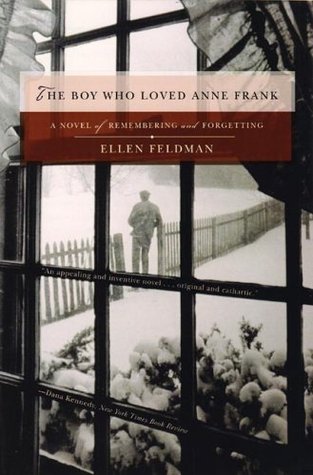 THE BOY WHO LOVED ANNE FRANK
A NOVEL of REMEMBERING and FORGETTING
ELLEN FELDMAN
"An appealing and inventive novel . . . original and cathartic."
—Dana Kennedy, New York Times Book Review